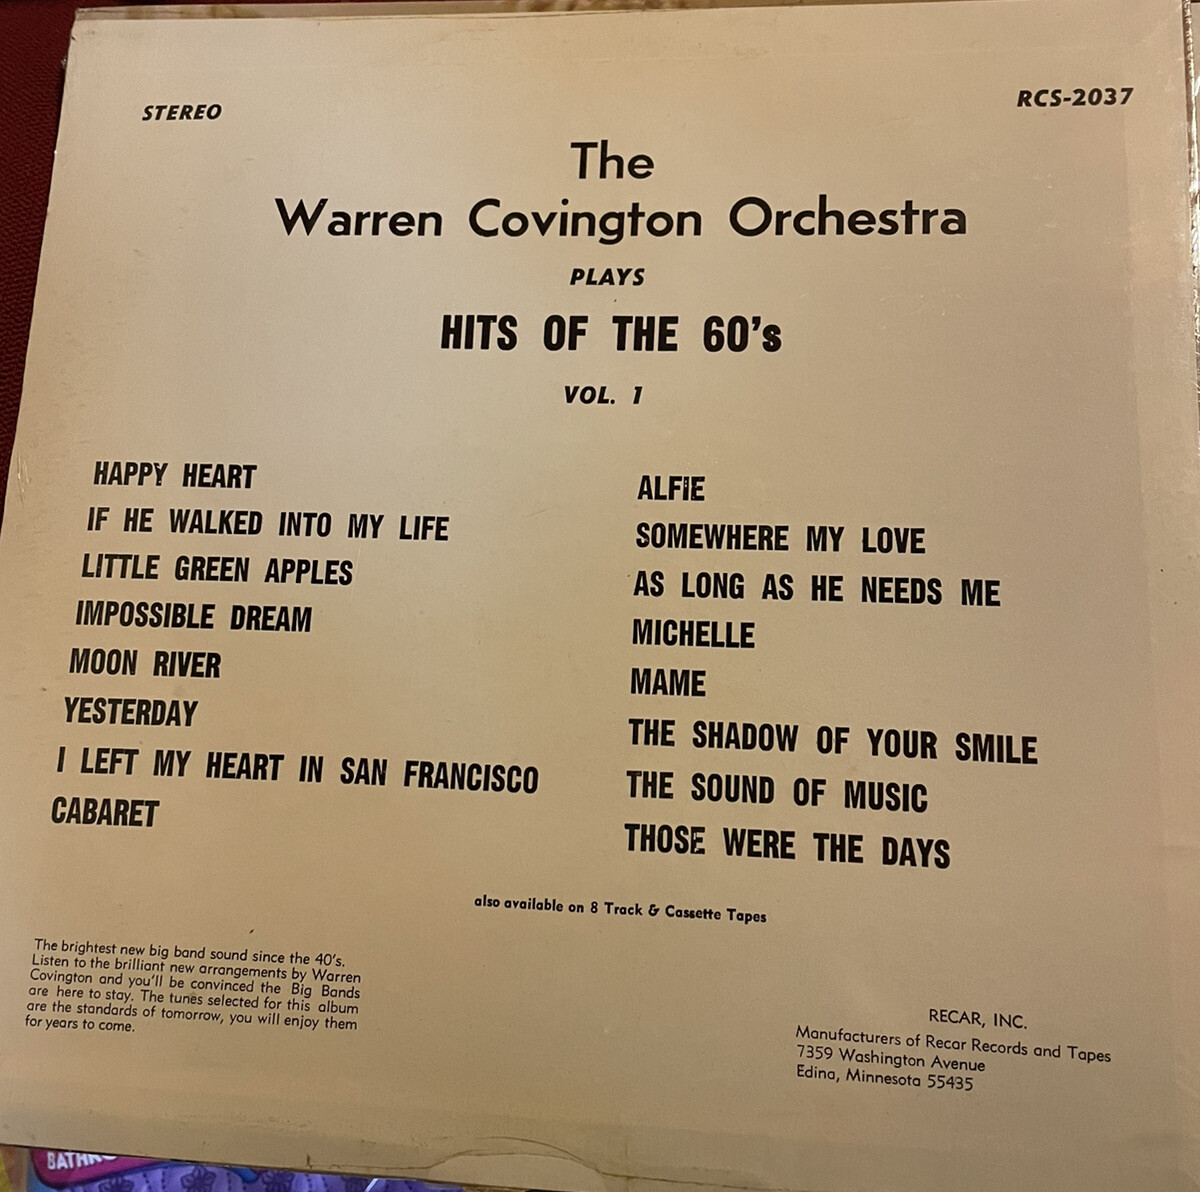 STEREO
RCS-2037
The
Warren Covington Orchestra
PLAYS
HITS OF THE 60's
VOL. 1
HAPPY HEART
IF HE WALKED INTO MY LIFE
LITTLE GREEN APPLES
IMPOSSIBLE DREAM
MOON RIVER
YESTERDAY
I LEFT MY HEART IN SAN FRANCISCO
CABARET
ALFIE
SOMEWHERE MY LOVE
AS LONG AS HE NEEDS ME
MICHELLE
MAME
THE SHADOW OF YOUR SMILE
THE SOUND OF MUSIC
THOSE WERE THE DAYS
also available on 8 Track & Cassette Tapes
The brightest new big band sound since the 40's.
Listen to the brilliant new arrangements by Warren
Covington and you'll be convinced the Big Bands
are here to stay. The tunes selected for this album
are the standards of tomorrow, you will enjoy them
for years to come.
RECAR, INC.
Manufacturers of Recar Records and Tapes
7359 Washington Avenue
Edina, Minnesota 55435